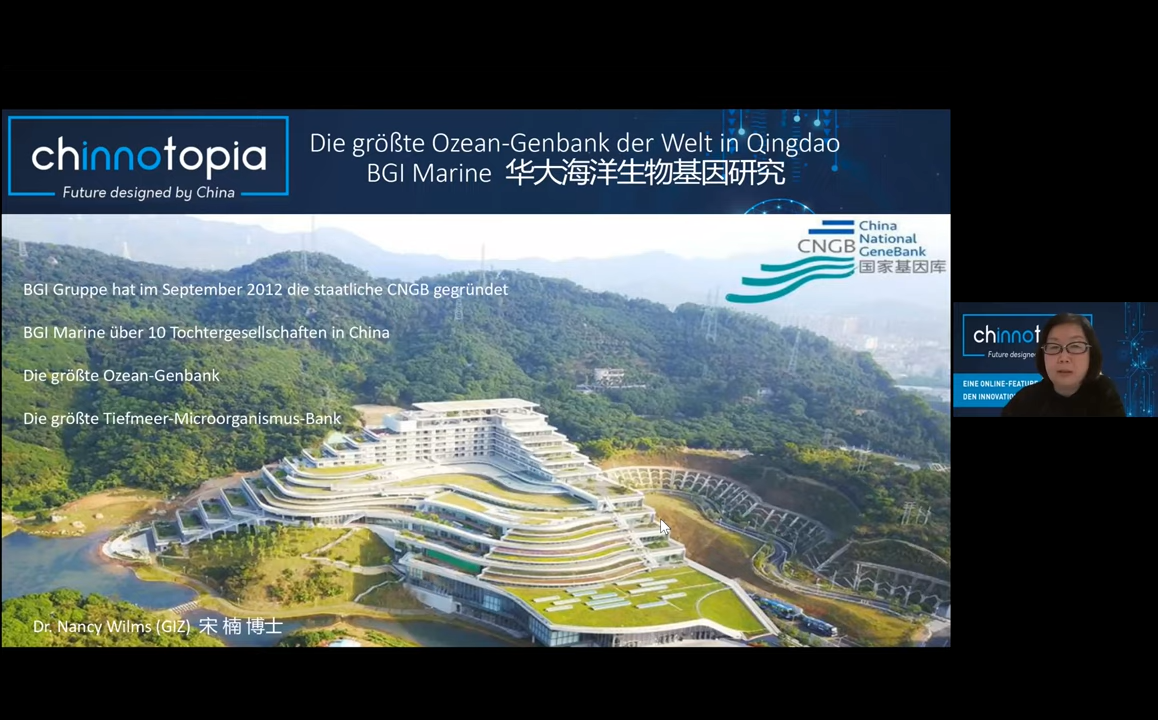 chinnotopia
Future designed by China
Die größte Ozean-Genbank der Welt in Qingdao
BGI Marine 华大海洋生物基因研究
CNGB
China
National
GeneBank
国家基因库
BGI Gruppe hat im September 2012 die staatliche CNGB gegründet
BGI Marine über 10 Tochtergesellschaften in China
Die größte Ozean-Genbank
Die größte Tiefmeer-Microorganismus-Bank
Dr. Nancy Wilms (GIZ) 宋 楠 博士
chinnot
Future designe
EINE ONLINE-FEATUR
DEN INNOVATI